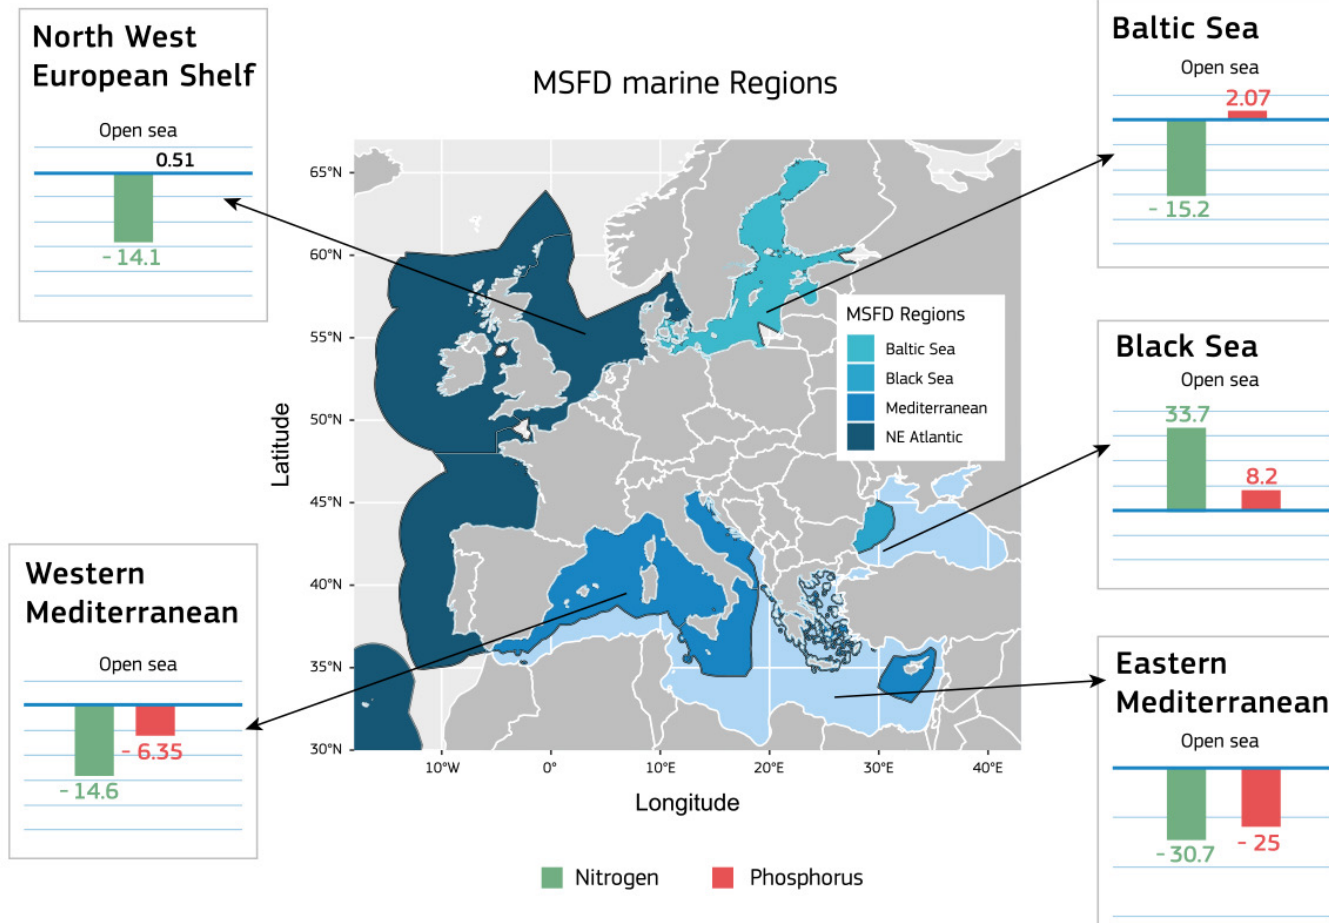 North West
European Shelf
Open sea
0.51
- 14.1
MSFD marine Regions
Baltic Sea
Open sea
2.07
- 15.2
65°N
60°N
55°N
50°N
45°N
40°N
35°N
30°N
Latitude
10°W
0°
10°E
20°E
30°E
40°E
Longitude
MSFD Regions
Baltic Sea
Black Sea
Mediterranean
NE Atlantic
Black Sea
Open sea
33.7
8.2
Western
Mediterranean
Open sea
- 6.35
- 14.6
Eastern
Mediterranean
Open sea
- 30.7
- 25
Nitrogen
Phosphorus